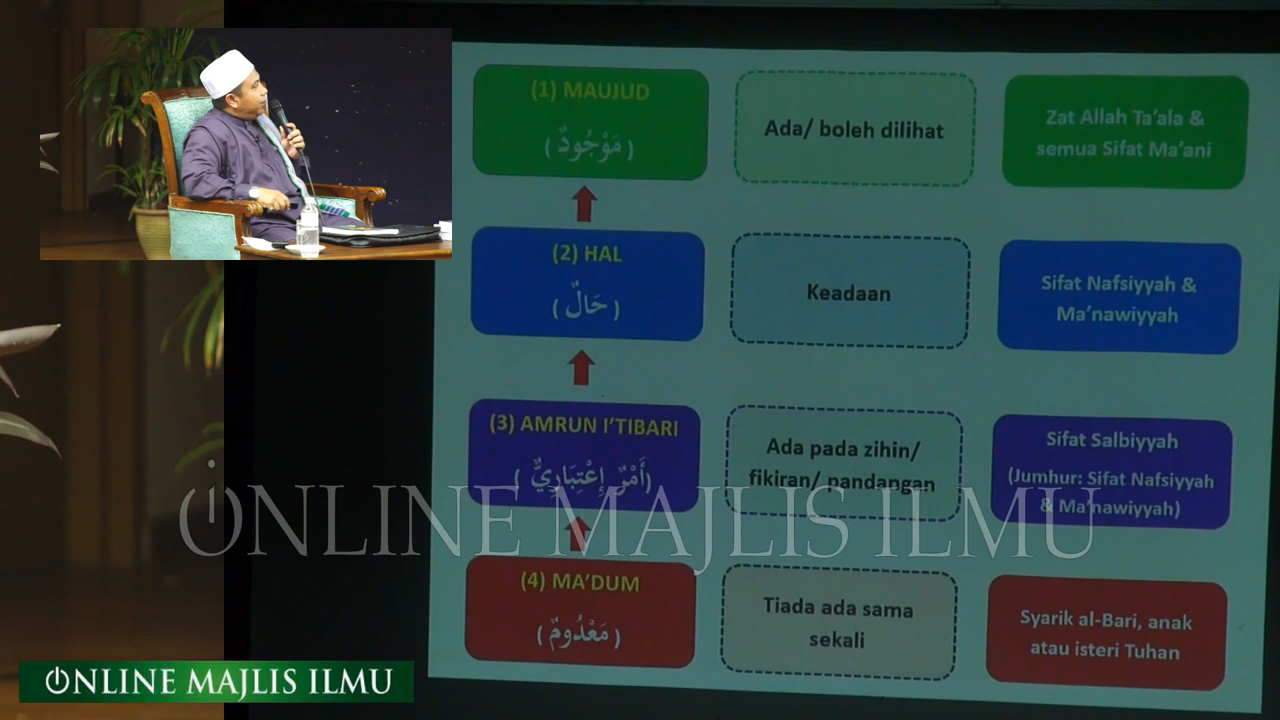 (1) MAUJUD
( مَوْجُودٌ )
Ada/ boleh dilihat
Zat Allah Ta'ala &
semua Sifat Ma'ani
(2) HAL
( حَالٌ )
Keadaan
Sifat Nafsiyyah &
Ma'nawiyyah
(3) AMRUN I'TIBARI
(أَمْرٌ إِعْتِبَارِيٌّ )
Ada pada zihin/
fikiran/ pandangan
Sifat Salbiyyah
(Jumhur: Sifat Nafsiyyah
& Ma'nawiyyah)
(4) MA'DUM
( مَعْدُومٌ )
Tiada ada sama
sekali
Syarik al-Bari, anak
atau isteri Tuhan
ONLINE MAJLIS ILMU
ONLINE MAJLIS ILMU